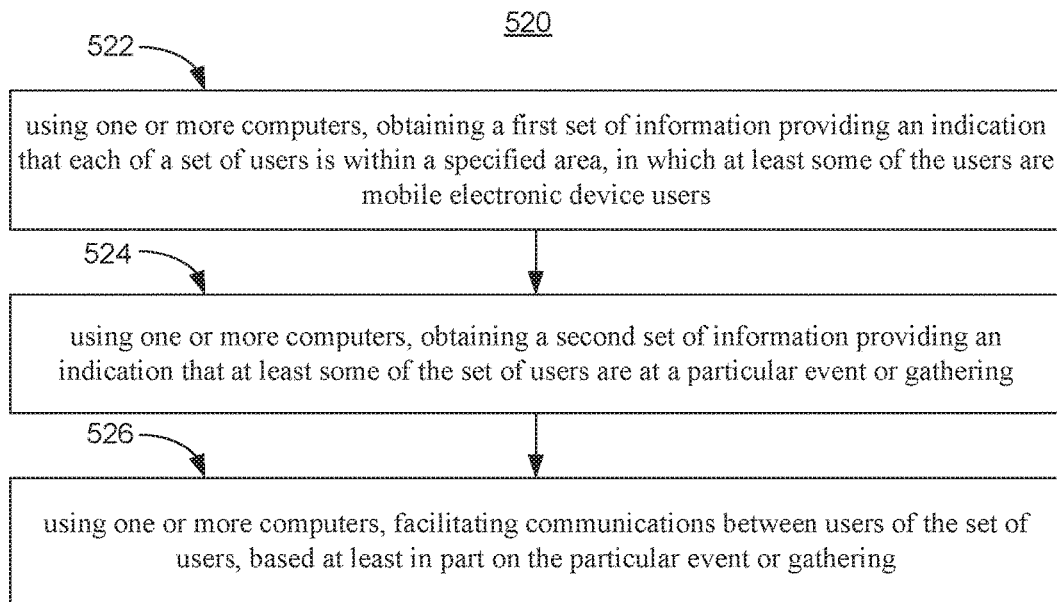 520
522
using one or more computers, obtaining a first set of information providing an indication
that each of a set of users is within a specified area, in which at least some of the users are
mobile electronic device users
524
using one or more computers, obtaining a second set of information providing an
indication that at least some of the set of users are at a particular event or gathering
526
using one or more computers, facilitating communications between users of the set of
users, based at least in part on the particular event or gathering